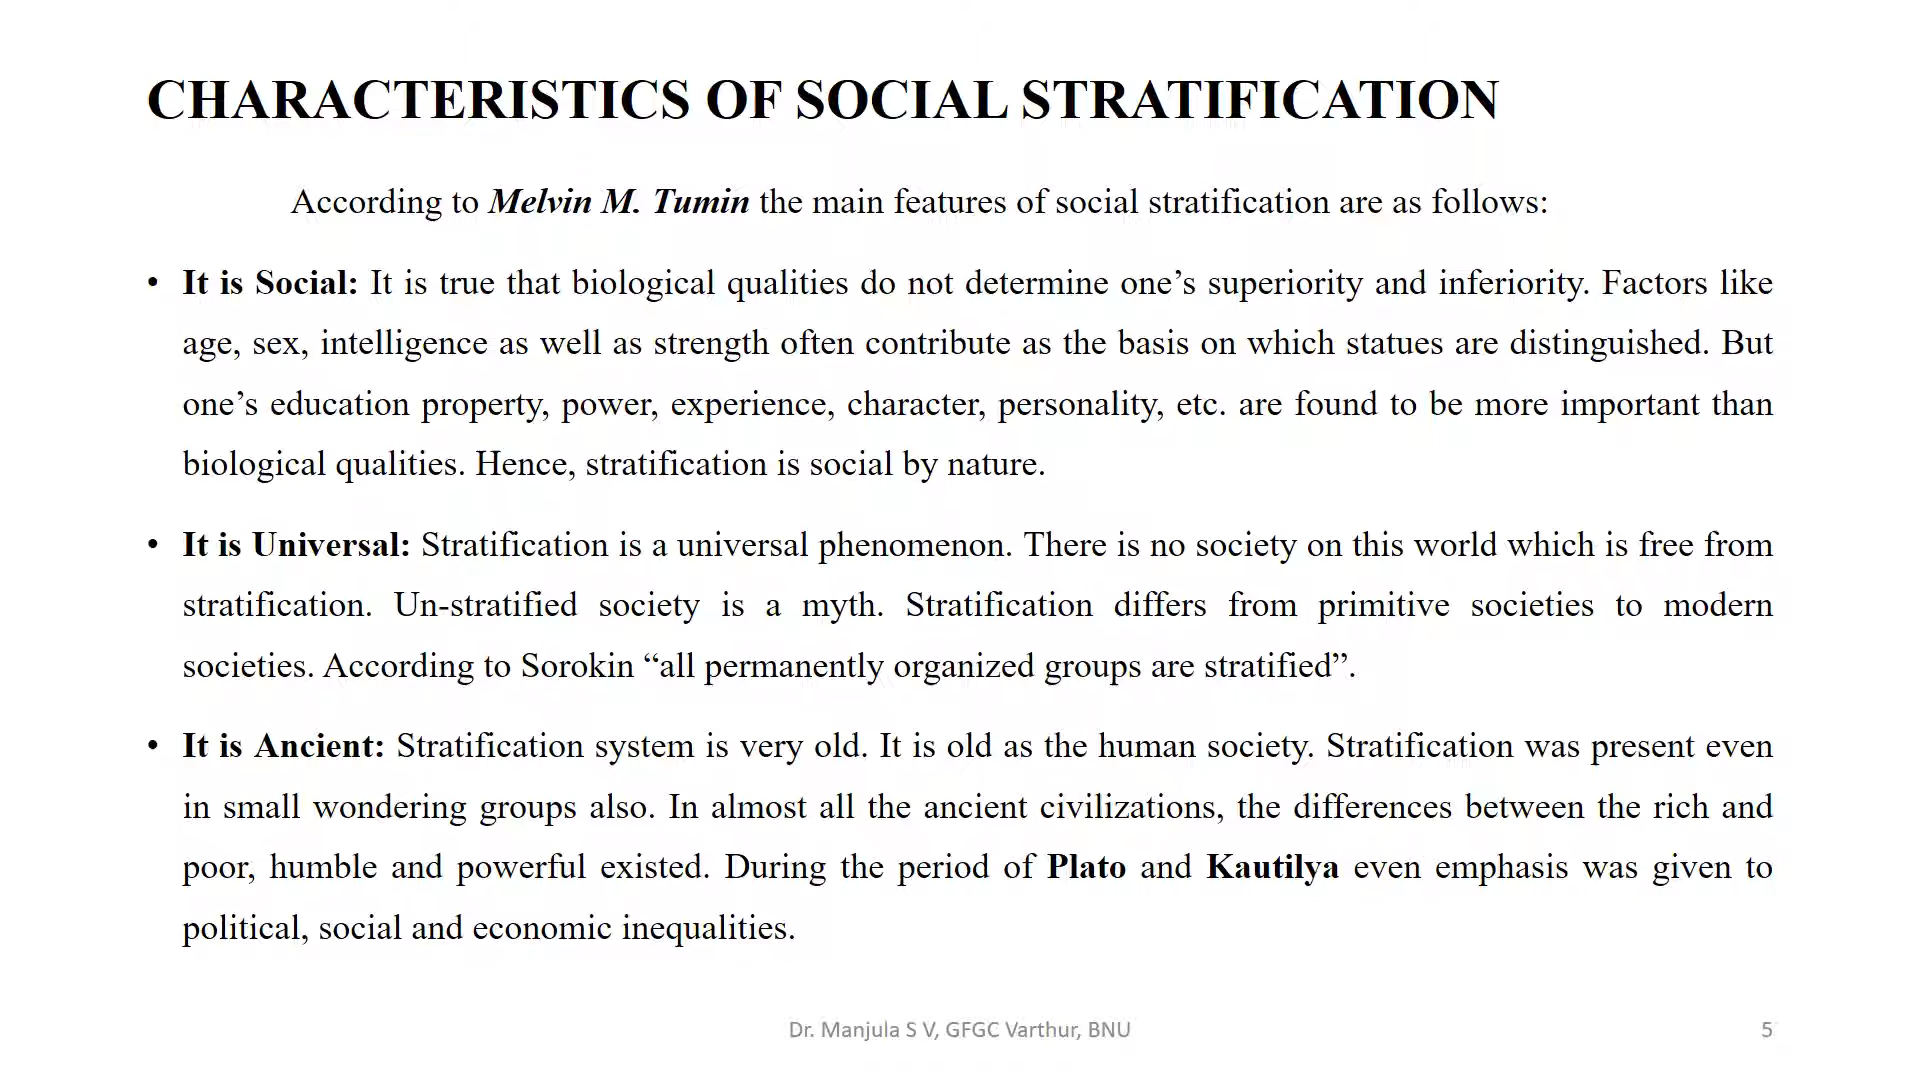 CHARACTERISTICS OF SOCIAL STRATIFICATION
According to Melvin M. Tumin the main features of social stratification are as follows:
• It is Social: It is true that biological qualities do not determine one’s superiority and inferiority. Factors like
age, sex, intelligence as well as strength often contribute as the basis on which statues are distinguished. But
one’s education property, power, experience, character, personality, etc. are found to be more important than
biological qualities. Hence, stratification is social by nature.
• It is Universal: Stratification is a universal phenomenon. There is no society on this world which is free from
stratification. Un-stratified society is a myth. Stratification differs from primitive societies to modern
societies. According to Sorokin “all permanently organized groups are stratified”.
• It is Ancient: Stratification system is very old. It is old as the human society. Stratification was present even
in small wondering groups also. In almost all the ancient civilizations, the differences between the rich and
poor, humble and powerful existed. During the period of Plato and Kautilya even emphasis was given to
political, social and economic inequalities.
Dr. Manjula S V, GFGC Varthur, BNU
5